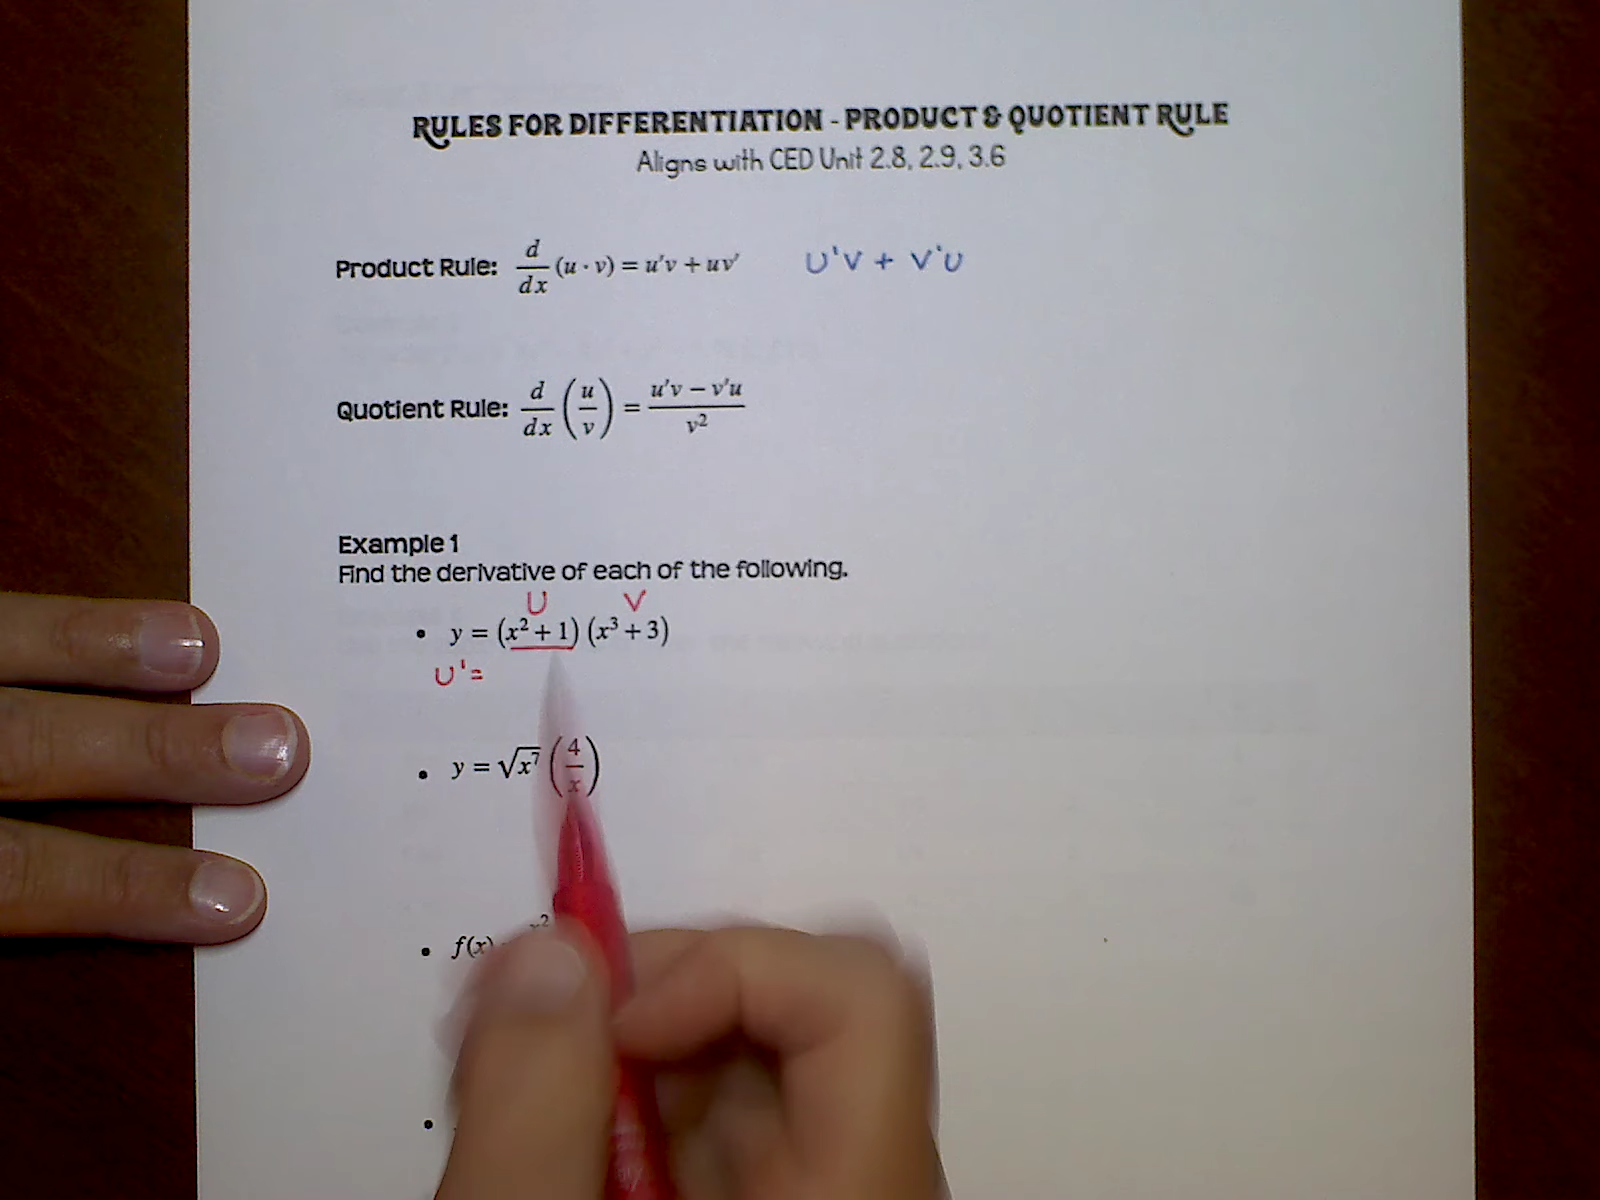 RULES FOR DIFFERENTIATION - PRODUCT & QUOTIENT RULE
Aligns with CED Unit 2.8, 2.9, 3.6
Product Rule: d/dx (u · v) = u'v + uv' U'V + V'U
Quotient Rule: d/dx (u/v) = (u'v − v'u)/v²
Example 1
Find the derivative of each of the following.
U V
• y = (x² + 1) (x³ + 3)
U' =
• y = √x⁷ (4/x)
• f(x)